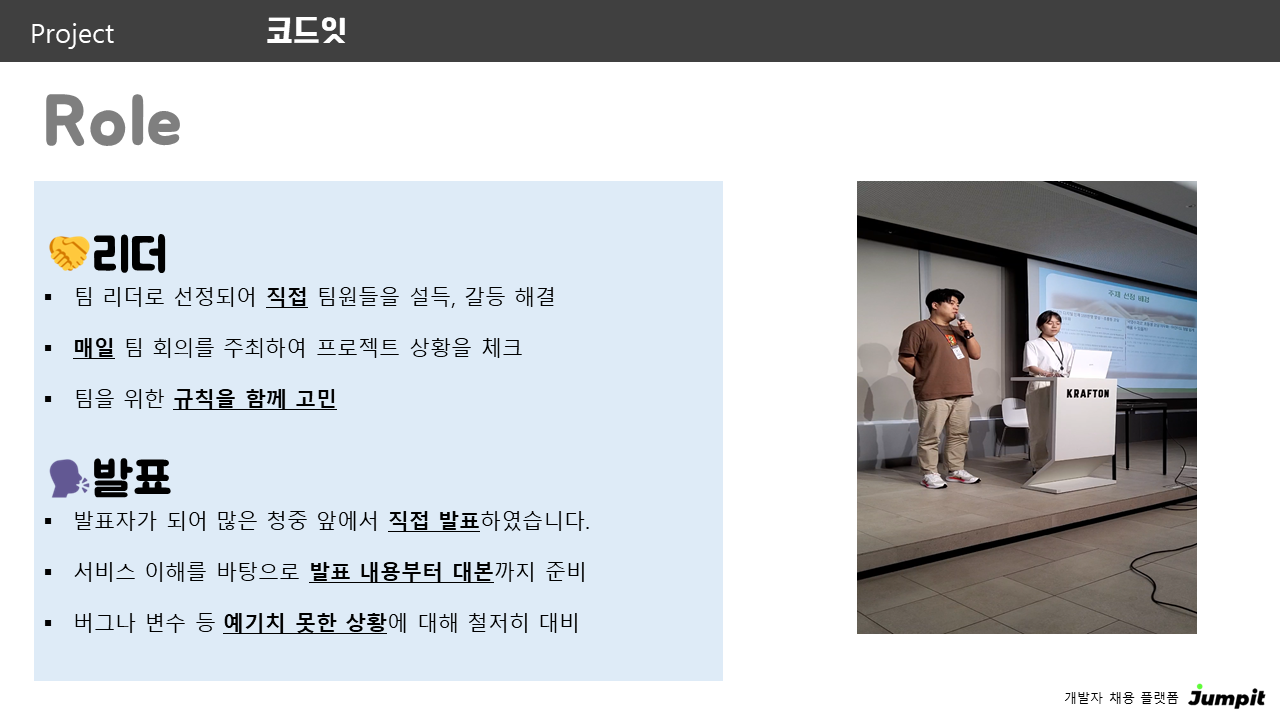 Project
코드잇
Role
리더
팀 리더로 선정되어 직접 팀원들을 설득, 갈등 해결
매일 팀 회의를 주최하여 프로젝트 상황을 체크
팀을 위한 규칙을 함께 고민
발표
발표자가 되어 많은 청중 앞에서 직접 발표하였습니다.
서비스 이해를 바탕으로 발표 내용부터 대본까지 준비
버그나 변수 등 예기치 못한 상황에 대해 철저히 대비
주제 선정 배경
KRAFTON
개발자 채용 플랫폼 Jumpit